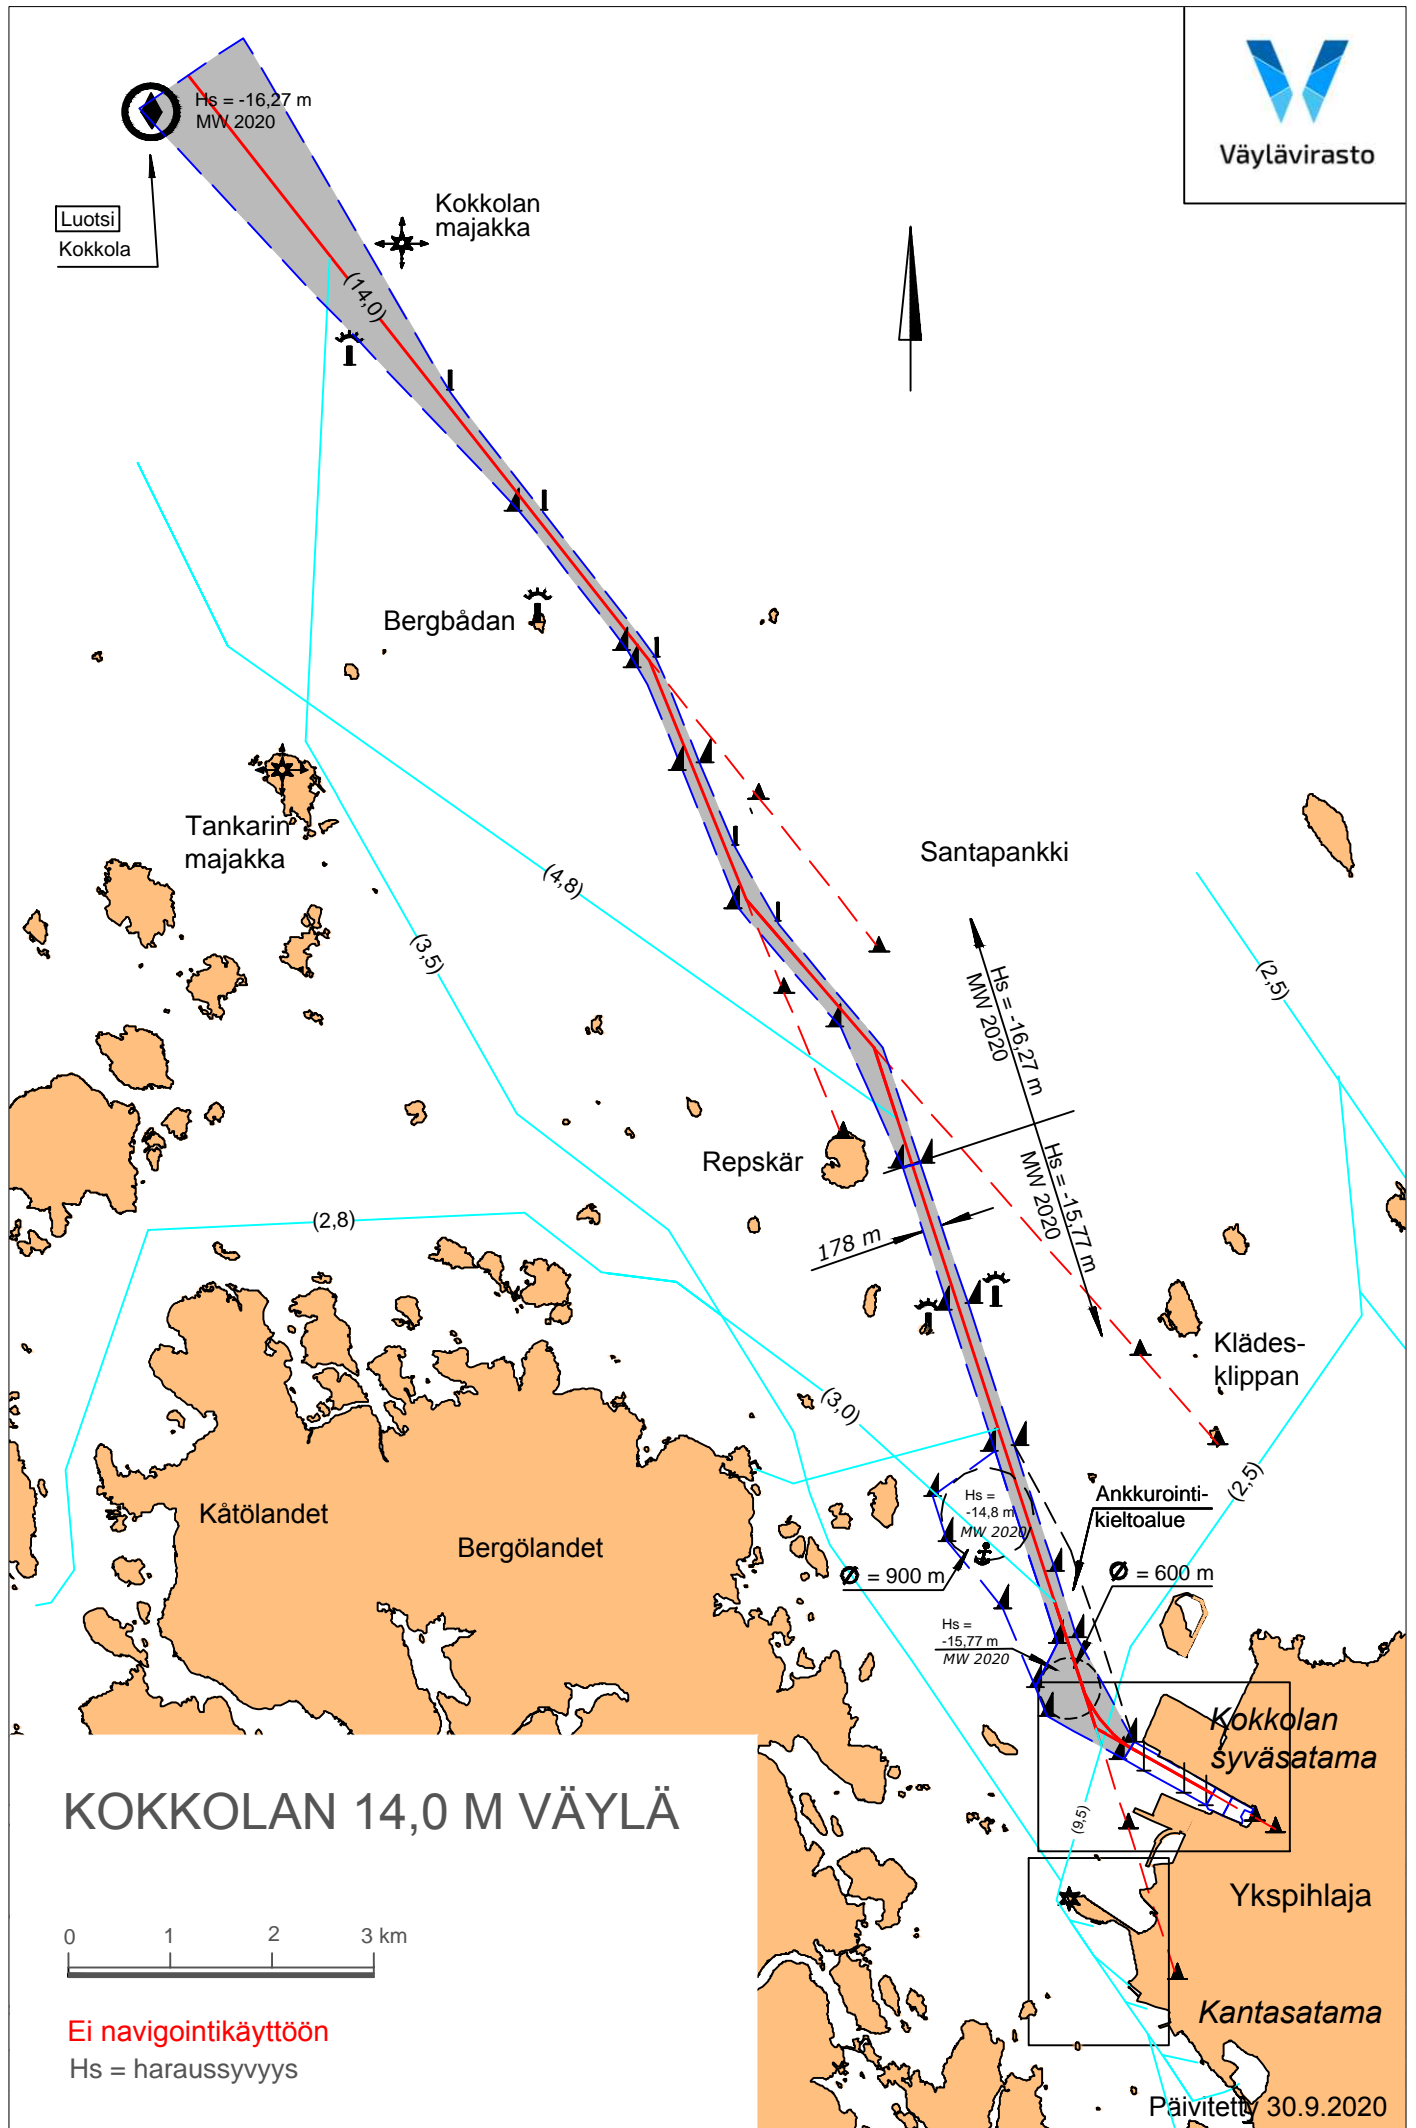 Väylävirasto
Hs = -16,27 m
MW 2020
Luotsi
Kokkola
Kokkolan
majakka
(14,0)
Bergbådan
Tankarin
majakka
Santapankki
(4,8)
(3,5)
(2,5)
Hs = -16,27 m
MW 2020
Hs = -15,77 m
MW 2020
Repskär
(2,8)
178 m
Klädes-
klippan
(3,0)
(2,5)
Kåtölandet
Bergölandet
Hs =
-14,8 m
MW 2020
Ankkurointi-
kieltoalue
Ø = 900 m
Ø = 600 m
Hs =
-15,77 m
MW 2020
Kokkolan
syväsatama
(9,5)
KOKKOLAN 14,0 M VÄYLÄ
Ykspihlaja
0 1 2 3 km
Kantasatama
Ei navigointikäyttöön
Hs = haraussyvyys
Päivitetty 30.9.2020